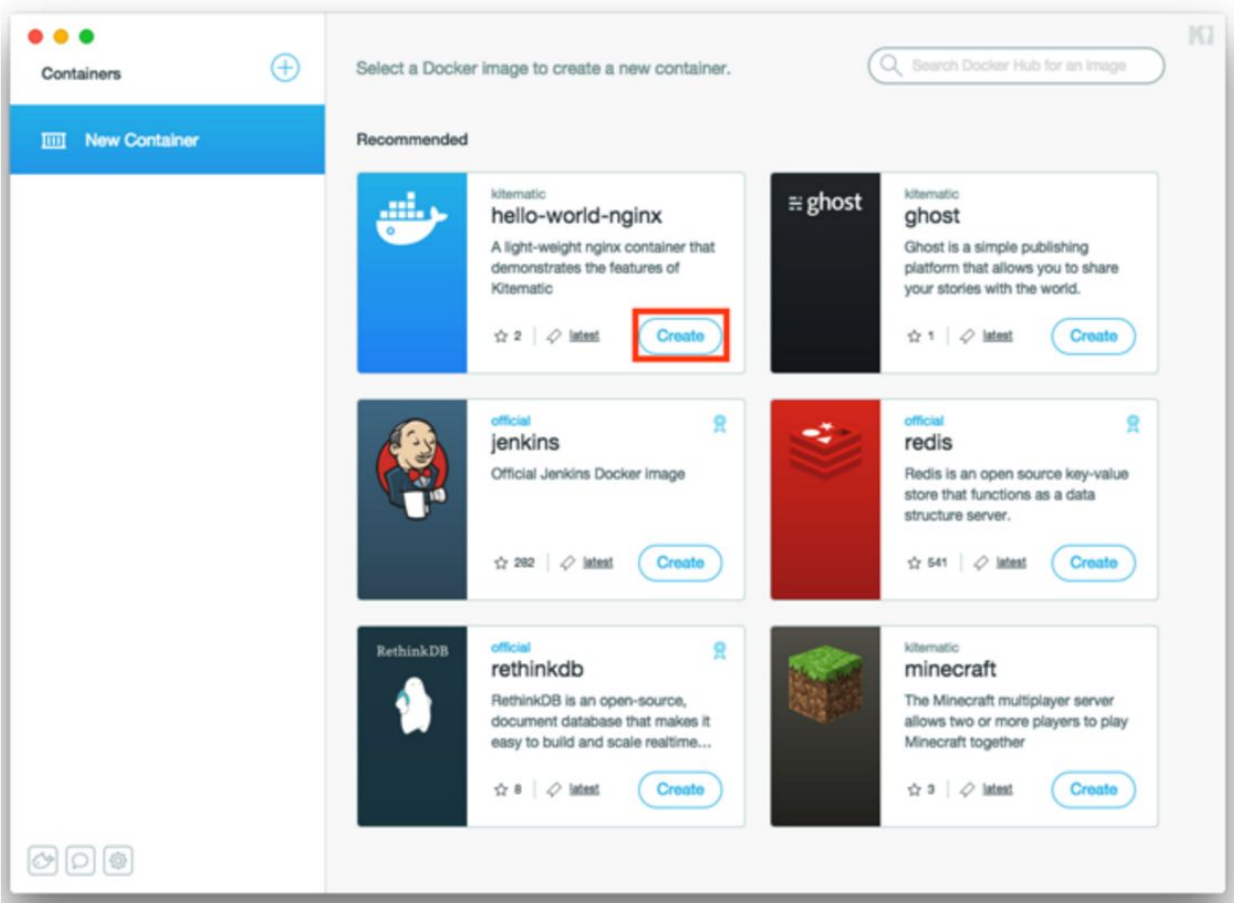 Containers
New Container
Select a Docker image to create a new container.
Search Docker Hub for an image
Recommended
kitematic
hello-world-nginx
A light-weight nginx container that
demonstrates the features of
Kitematic
2
latest
Create
ghost
kitematic
ghost
Ghost is a simple publishing
platform that allows you to share
your stories with the world.
1
latest
Create
official
jenkins
Official Jenkins Docker image
282
latest
Create
official
redis
Redis is an open source key-value
store that functions as a data
structure server.
541
latest
Create
RethinkDB
official
rethinkdb
RethinkDB is an open-source,
document database that makes it
easy to build and scale realtime...
8
latest
Create
kitematic
minecraft
The Minecraft multiplayer server
allows two or more players to play
Minecraft together
3
latest
Create